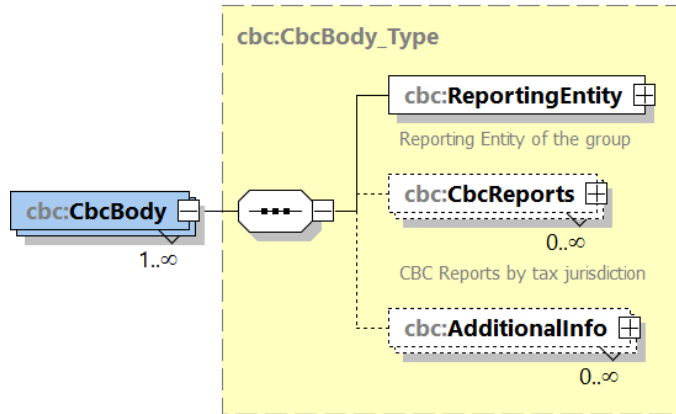 cbc:CbcBody_Type
cbc:ReportingEntity
Reporting Entity of the group
cbc:CbcBody
1..∞
cbc:CbcReports
0..∞
CBC Reports by tax jurisdiction
cbc:AdditionalInfo
0..∞